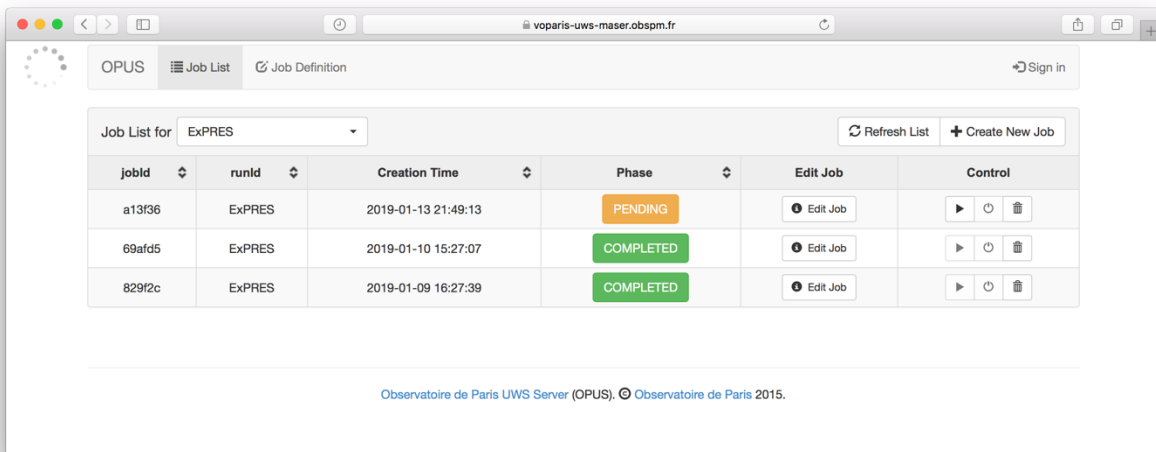 voparis-uws-maser.obspm.fr
OPUS Job List Job Definition Sign in
Job List for ExPRES Refresh List Create New Job
jobId runId Creation Time Phase Edit Job Control
a13f36 ExPRES 2019-01-13 21:49:13 PENDING Edit Job
69afd5 ExPRES 2019-01-10 15:27:07 COMPLETED Edit Job
829f2c ExPRES 2019-01-09 16:27:39 COMPLETED Edit Job
Observatoire de Paris UWS Server (OPUS). © Observatoire de Paris 2015.